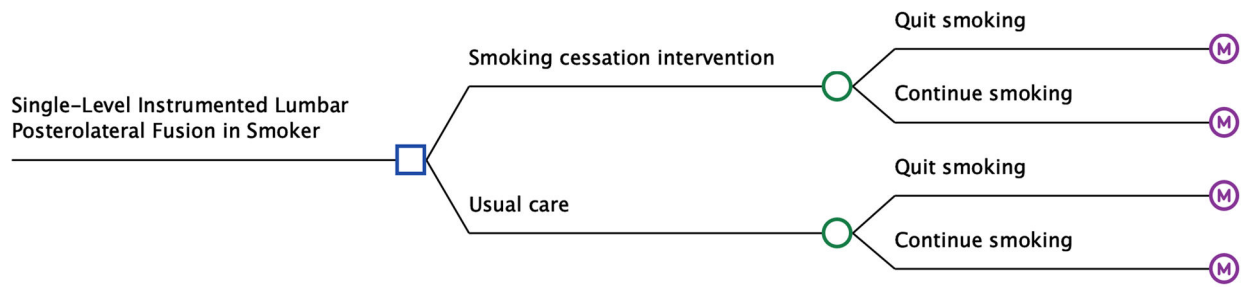 Single-Level Instrumented Lumbar
Posterolateral Fusion in Smoker
Smoking cessation intervention
Quit smoking
M
Continue smoking
M
Usual care
Quit smoking
M
Continue smoking
M